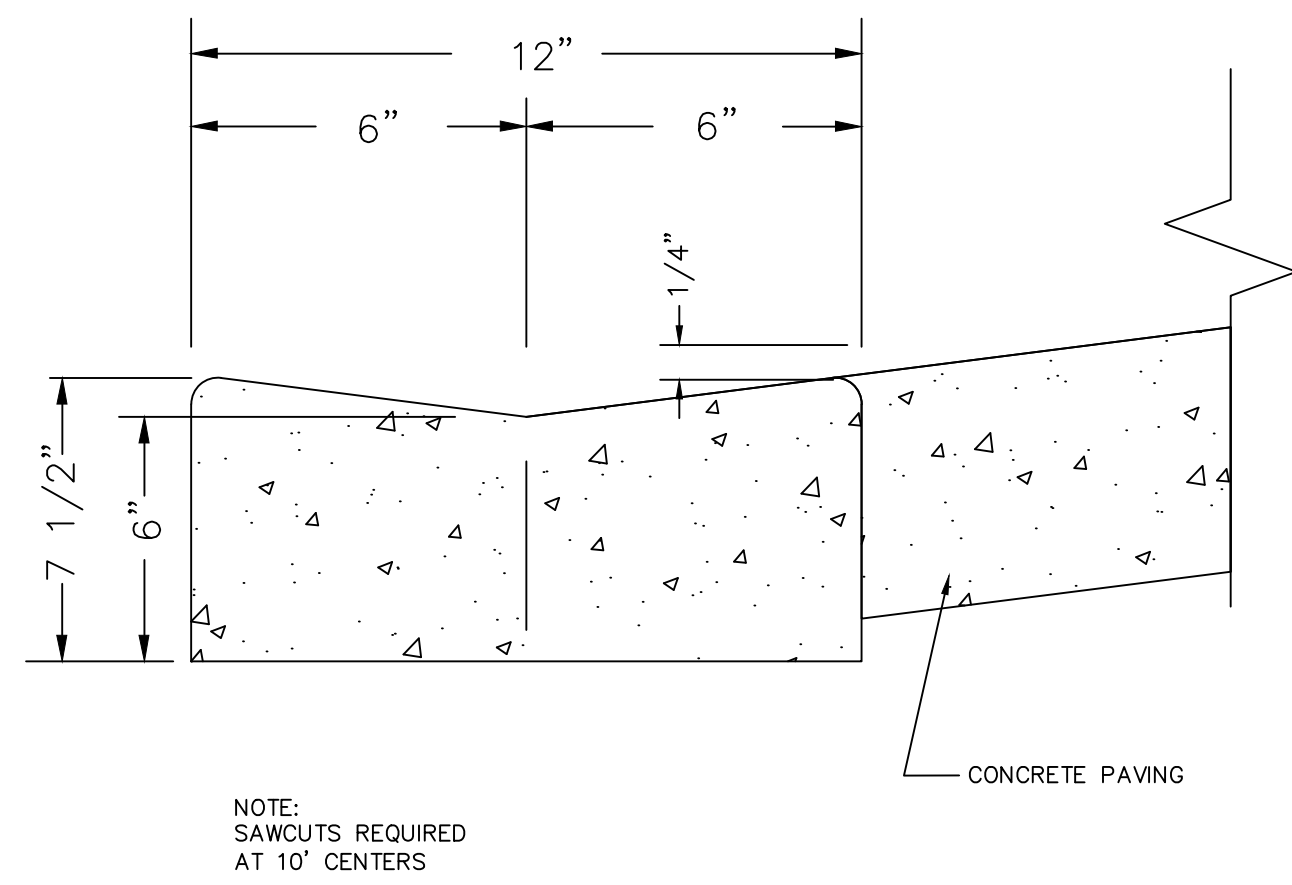 12”
6”
6”
1/4”
7 1/2”
6”
CONCRETE PAVING
NOTE:
SAWCUTS REQUIRED
AT 10' CENTERS